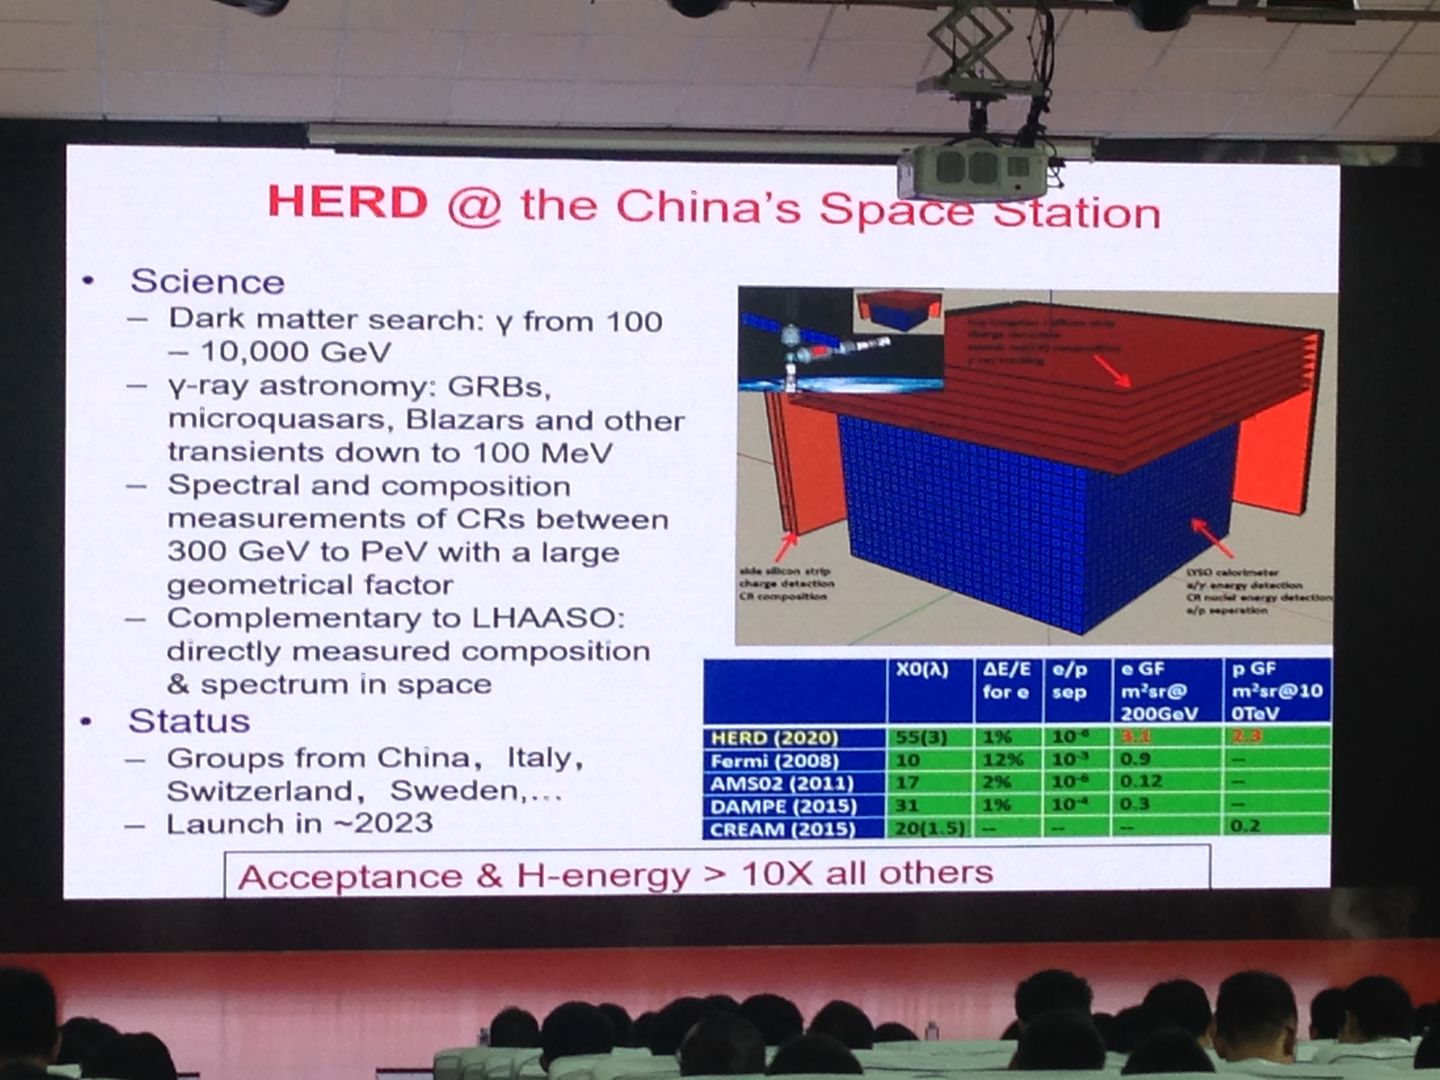 HERD @ the China's Space Station
• Science
– Dark matter search: γ from 100
– 10,000 GeV
– γ-ray astronomy: GRBs,
microquasars, Blazars and other
transients down to 100 MeV
– Spectral and composition
measurements of CRs between
300 GeV to PeV with a large
geometrical factor
– Complementary to LHAASO:
directly measured composition
& spectrum in space
• Status
– Groups from China, Italy,
Switzerland, Sweden,...
– Launch in ~2023
charge detection
γ-ray tracking
side silicon strip
charge detection
CR composition
LYSO calorimeter
e/γ energy detection
CR nuclei energy detection
e/p separation
X0(λ) ΔE/E for e e/p sep e GF m²sr@ 200GeV p GF m²sr@10 0TeV
HERD (2020) 55(3) 1% 10⁻⁶ 3.1 2.3
Fermi (2008) 10 12% 10⁻³ 0.9 –
AMS02 (2011) 17 2% 10⁻⁶ 0.12 –
DAMPE (2015) 31 1% 10⁻⁴ 0.3 –
CREAM (2015) 20(1.5) – – – 0.2
Acceptance & H-energy > 10X all others